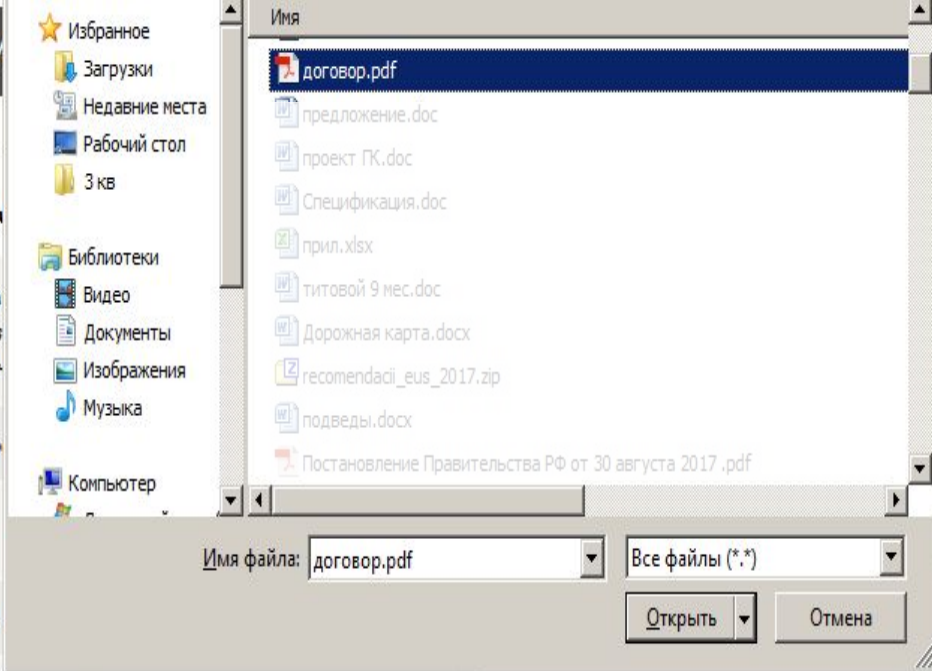 Избранное
Загрузки
Недавние места
Рабочий стол
3 кв
Библиотеки
Видео
Документы
Изображения
Музыка
Компьютер
Имя
договор.pdf
предложение.doc
проект ГК.doc
Спецификация.doc
прил.xlsx
титовой 9 мес.doc
Дорожная карта.docx
recomendacii_eus_2017.zip
подведы.docx
Постановление Правительства РФ от 30 августа 2017 .pdf
Имя файла: договор.pdf Все файлы (*.*)
Открыть Отмена